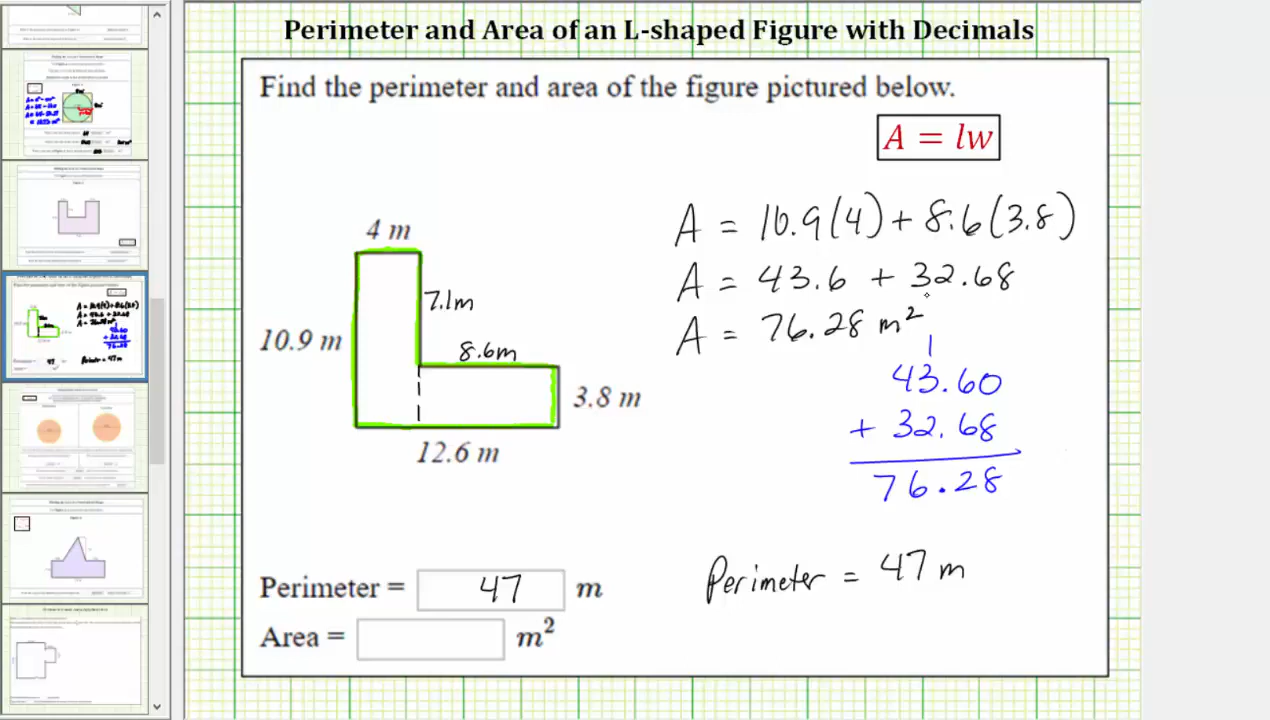 Perimeter and Area of an L-shaped Figure with Decimals
Find the perimeter and area of the figure pictured below.
A = lw
A = 10.9(4) + 8.6(3.8)
4 m
A = 43.6 + 32.68
7.1m
A = 76.28 m²
10.9 m
8.6m
1
43.60
3.8 m
+ 32.68
12.6 m
76.28
Perimeter = 47 m
Perimeter = 47 m
Area = m²